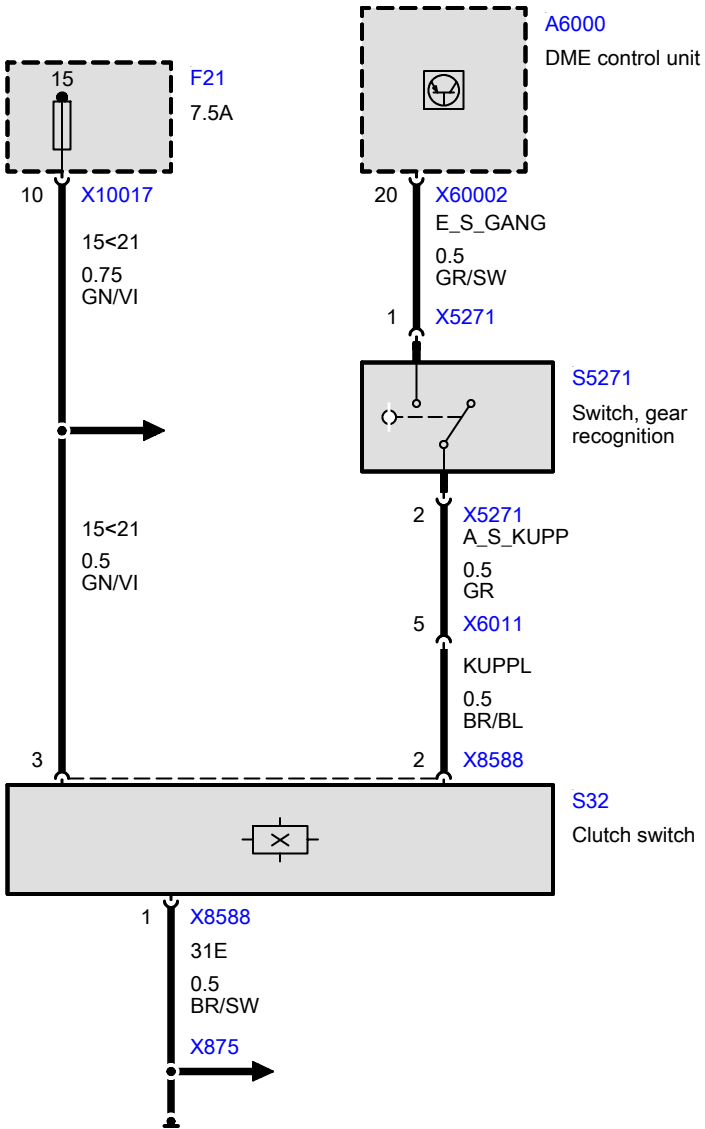 A6000
DME control unit
15
F21
7.5A
10
X10017
15<21
0.75
GN/VI
20
X60002
E_S_GANG
0.5
GR/SW
1
X5271
S5271
Switch, gear
recognition
15<21
0.5
GN/VI
2
X5271
A_S_KUPP
0.5
GR
5
X6011
KUPPL
0.5
BR/BL
3
2
X8588
S32
Clutch switch
1
X8588
31E
0.5
BR/SW
X875